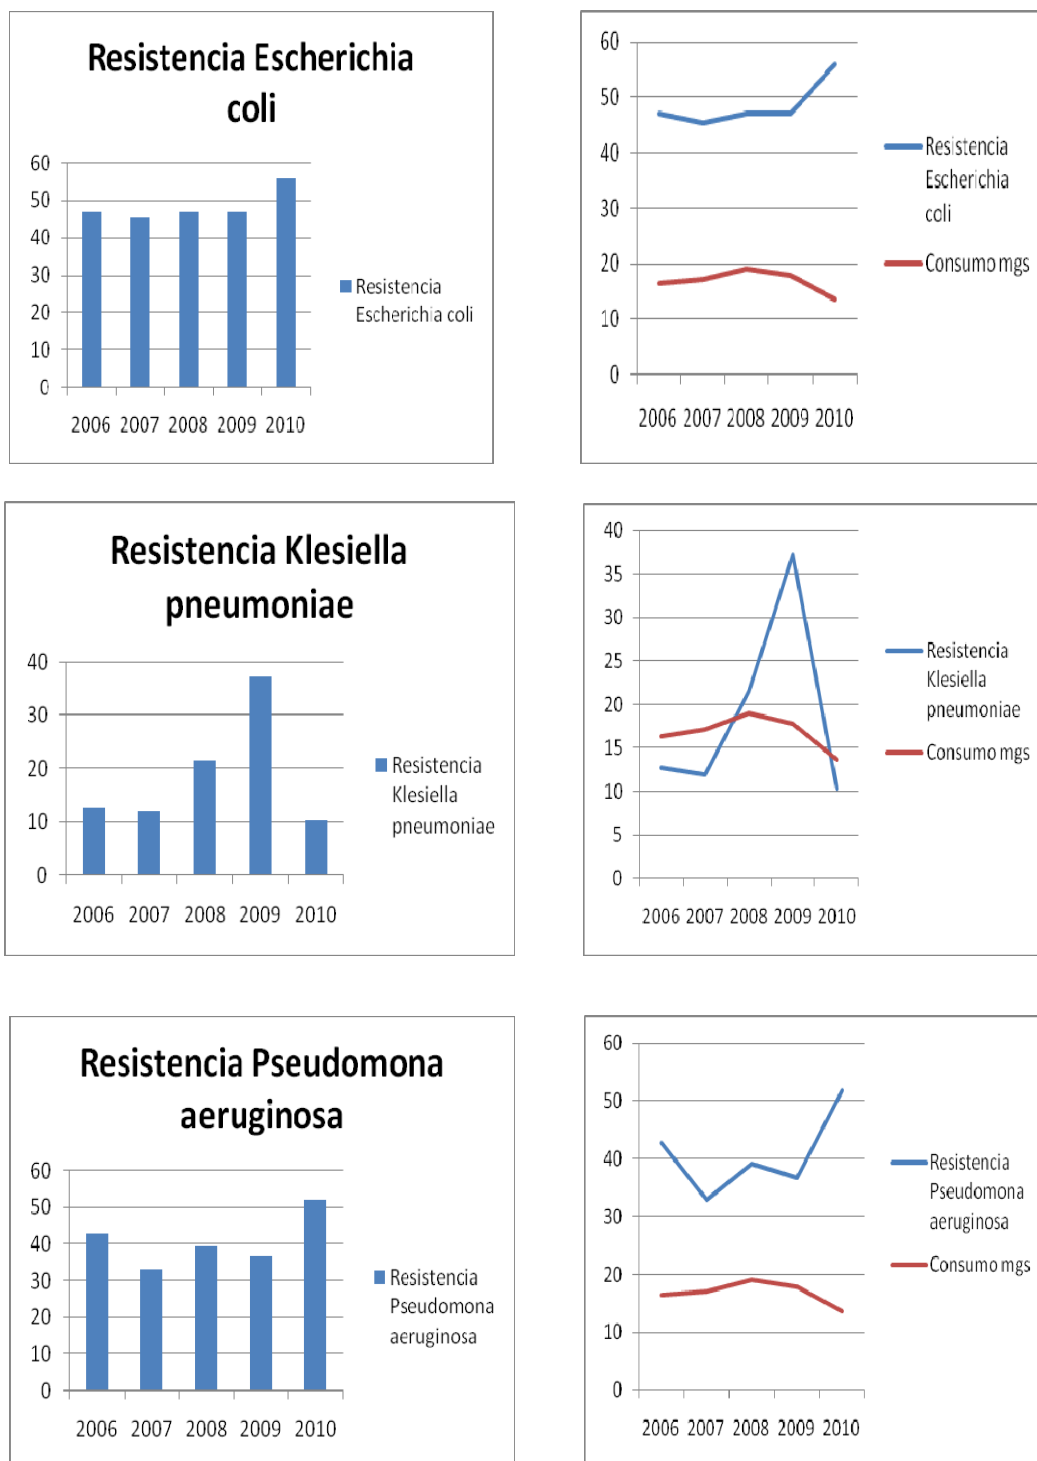 Resistencia Escherichia
coli
60
50
40
30
20
10
0
2006 2007 2008 2009 2010
Resistencia
Escherichia coli
60
50
40
30
20
10
0
2006 2007 2008 2009 2010
Resistencia
Escherichia
coli
Consumo mgs
Resistencia Klesiella
pneumoniae
40
30
20
10
0
2006 2007 2008 2009 2010
Resistencia
Klesiella
pneumoniae
40
35
30
25
20
15
10
5
0
2006 2007 2008 2009 2010
Resistencia
Klesiella
pneumoniae
Consumo mgs
Resistencia Pseudomona
aeruginosa
60
50
40
30
20
10
0
2006 2007 2008 2009 2010
Resistencia
Pseudomona
aeruginosa
60
50
40
30
20
10
0
2006 2007 2008 2009 2010
Resistencia
Pseudomona
aeruginosa
Consumo mgs